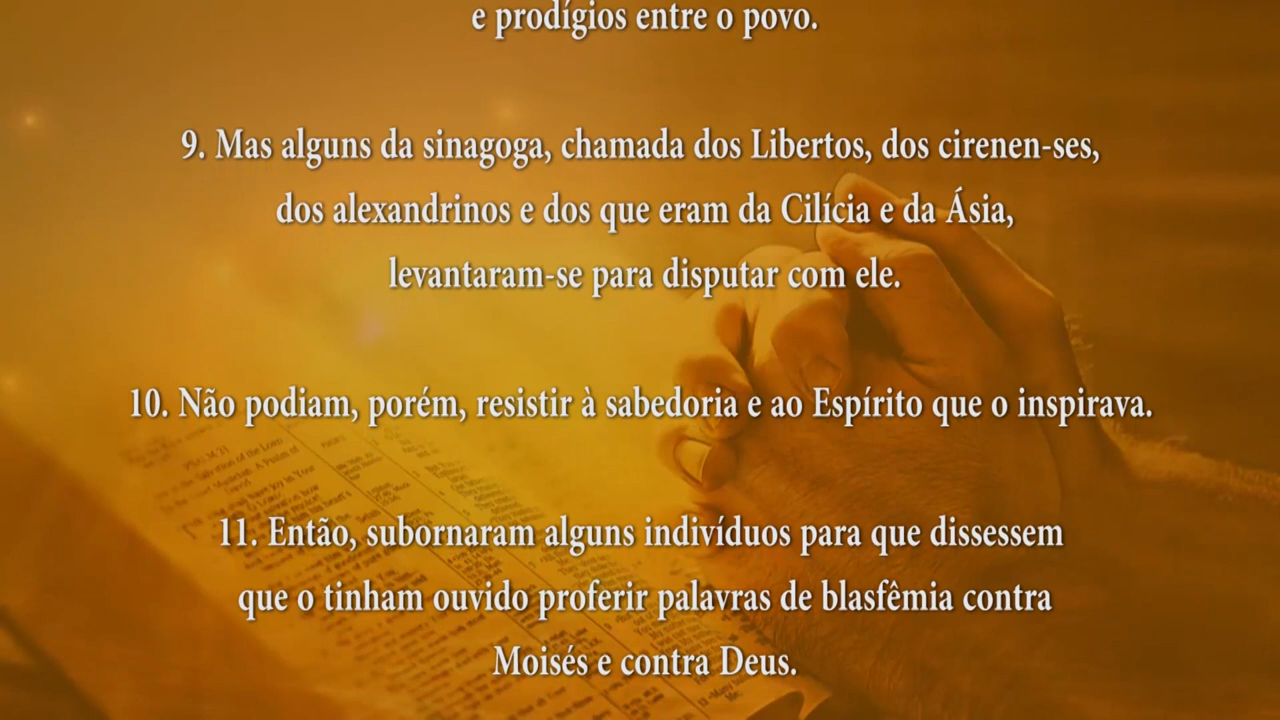 e prodígios entre o povo.
9. Mas alguns da sinagoga, chamada dos Libertos, dos cirenen-ses,
dos alexandrinos e dos que eram da Cilícia e da Ásia,
levantaram-se para disputar com ele.
10. Não podiam, porém, resistir à sabedoria e ao Espírito que o inspirava.
11. Então, subornaram alguns indivíduos para que dissessem
que o tinham ouvido proferir palavras de blasfêmia contra
Moisés e contra Deus.